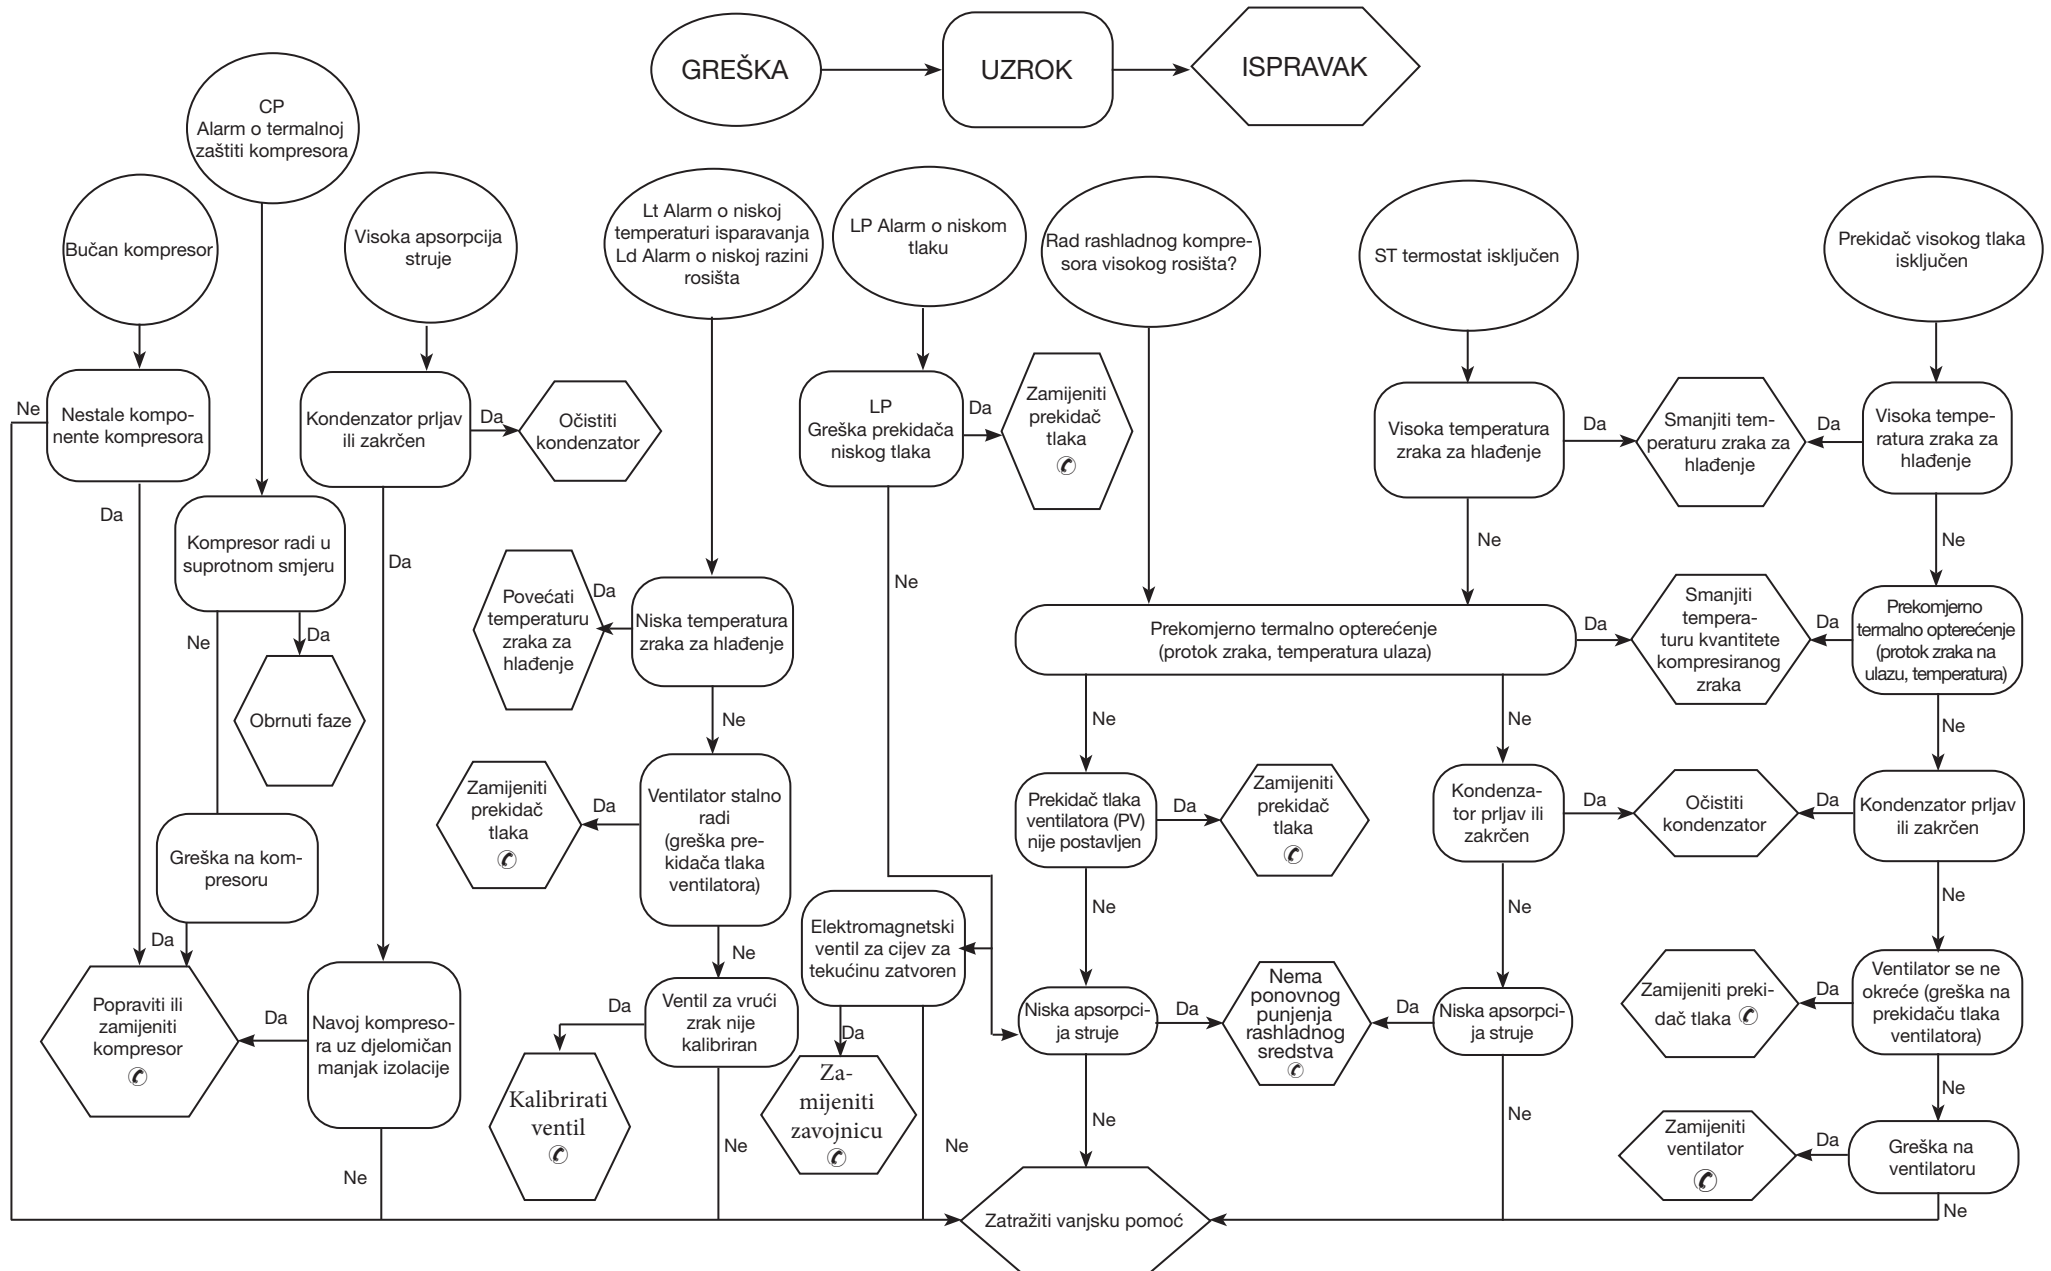 GREŠKA
UZROK
ISPRAVAK
CP
Alarm o termalnoj
zaštiti kompresora
Bučan kompresor
Visoka apsorpcija
struje
Lt Alarm o niskoj
temperaturi isparavanja
Ld Alarm o niskoj razini
rosišta
LP Alarm o niskom
tlaku
Rad rashladnog kompre-
sora visokog rosišta?
ST termostat isključen
Prekidač visokog tlaka
isključen
Ne
Nestale kompo-
nente kompresora
Kondenzator prljav
ili zakrčen
Da
Očistiti
kondenzator
LP
Greška prekidača
niskog tlaka
Da
Zamijeniti
prekidač
tlaka
Visoka temperatura
zraka za hlađenje
Da
Smanjiti tem-
peraturu zraka za
hlađenje
Da
Visoka tempe-
ratura zraka za
hlađenje
Da
Kompresor radi u
suprotnom smjeru
Da
Ne
Ne
Ne
Povećati
temperaturu
zraka za
hlađenje
Da
Niska temperatura
zraka za hlađenje
Prekomjerno termalno opterećenje
(protok zraka, temperatura ulaza)
Da
Smanjiti
tempera-
turu kvantitete
kompresiranog
zraka
Da
Prekomjerno
termalno opterećenje
(protok zraka na
ulazu, temperatura)
Ne
Da
Obrnuti faze
Ne
Ne
Ne
Ne
Zamijeniti
prekidač
tlaka
Da
Ventilator stalno
radi
(greška pre-
kidača tlaka
ventilatora)
Prekidač tlaka
ventilatora (PV)
nije postavljen
Da
Zamijeniti
prekidač
tlaka
Kondenza-
tor prljav ili
zakrčen
Da
Očistiti
kondenzator
Da
Kondenzator prljav
ili zakrčen
Greška na kom-
presoru
Da
Ne
Elektromagnetski
ventil za cijev za
tekućinu zatvoren
Ne
Ne
Ne
Popraviti ili
zamijeniti
kompresor
Da
Navoj kompreso-
ra uz djelomičan
manjak izolacije
Da
Ventil za vrući
zrak nije
kalibriran
Da
Niska apsorpci-
ja struje
Da
Nema
ponovnog
punjenja
rashladnog
sredstva
Da
Niska apsorpci-
ja struje
Zamijeniti preki-
dač tlaka
Da
Ventilator se ne
okreće (greška na
prekidaču tlaka
ventilatora)
Kalibrirati
ventil
Za-
mijeniti
zavojnicu
Ne
Ne
Ne
Ne
Ne
Ne
Zamijeniti
ventilator
Da
Greška na
ventilatoru
Zatražiti vanjsku pomoć
Ne